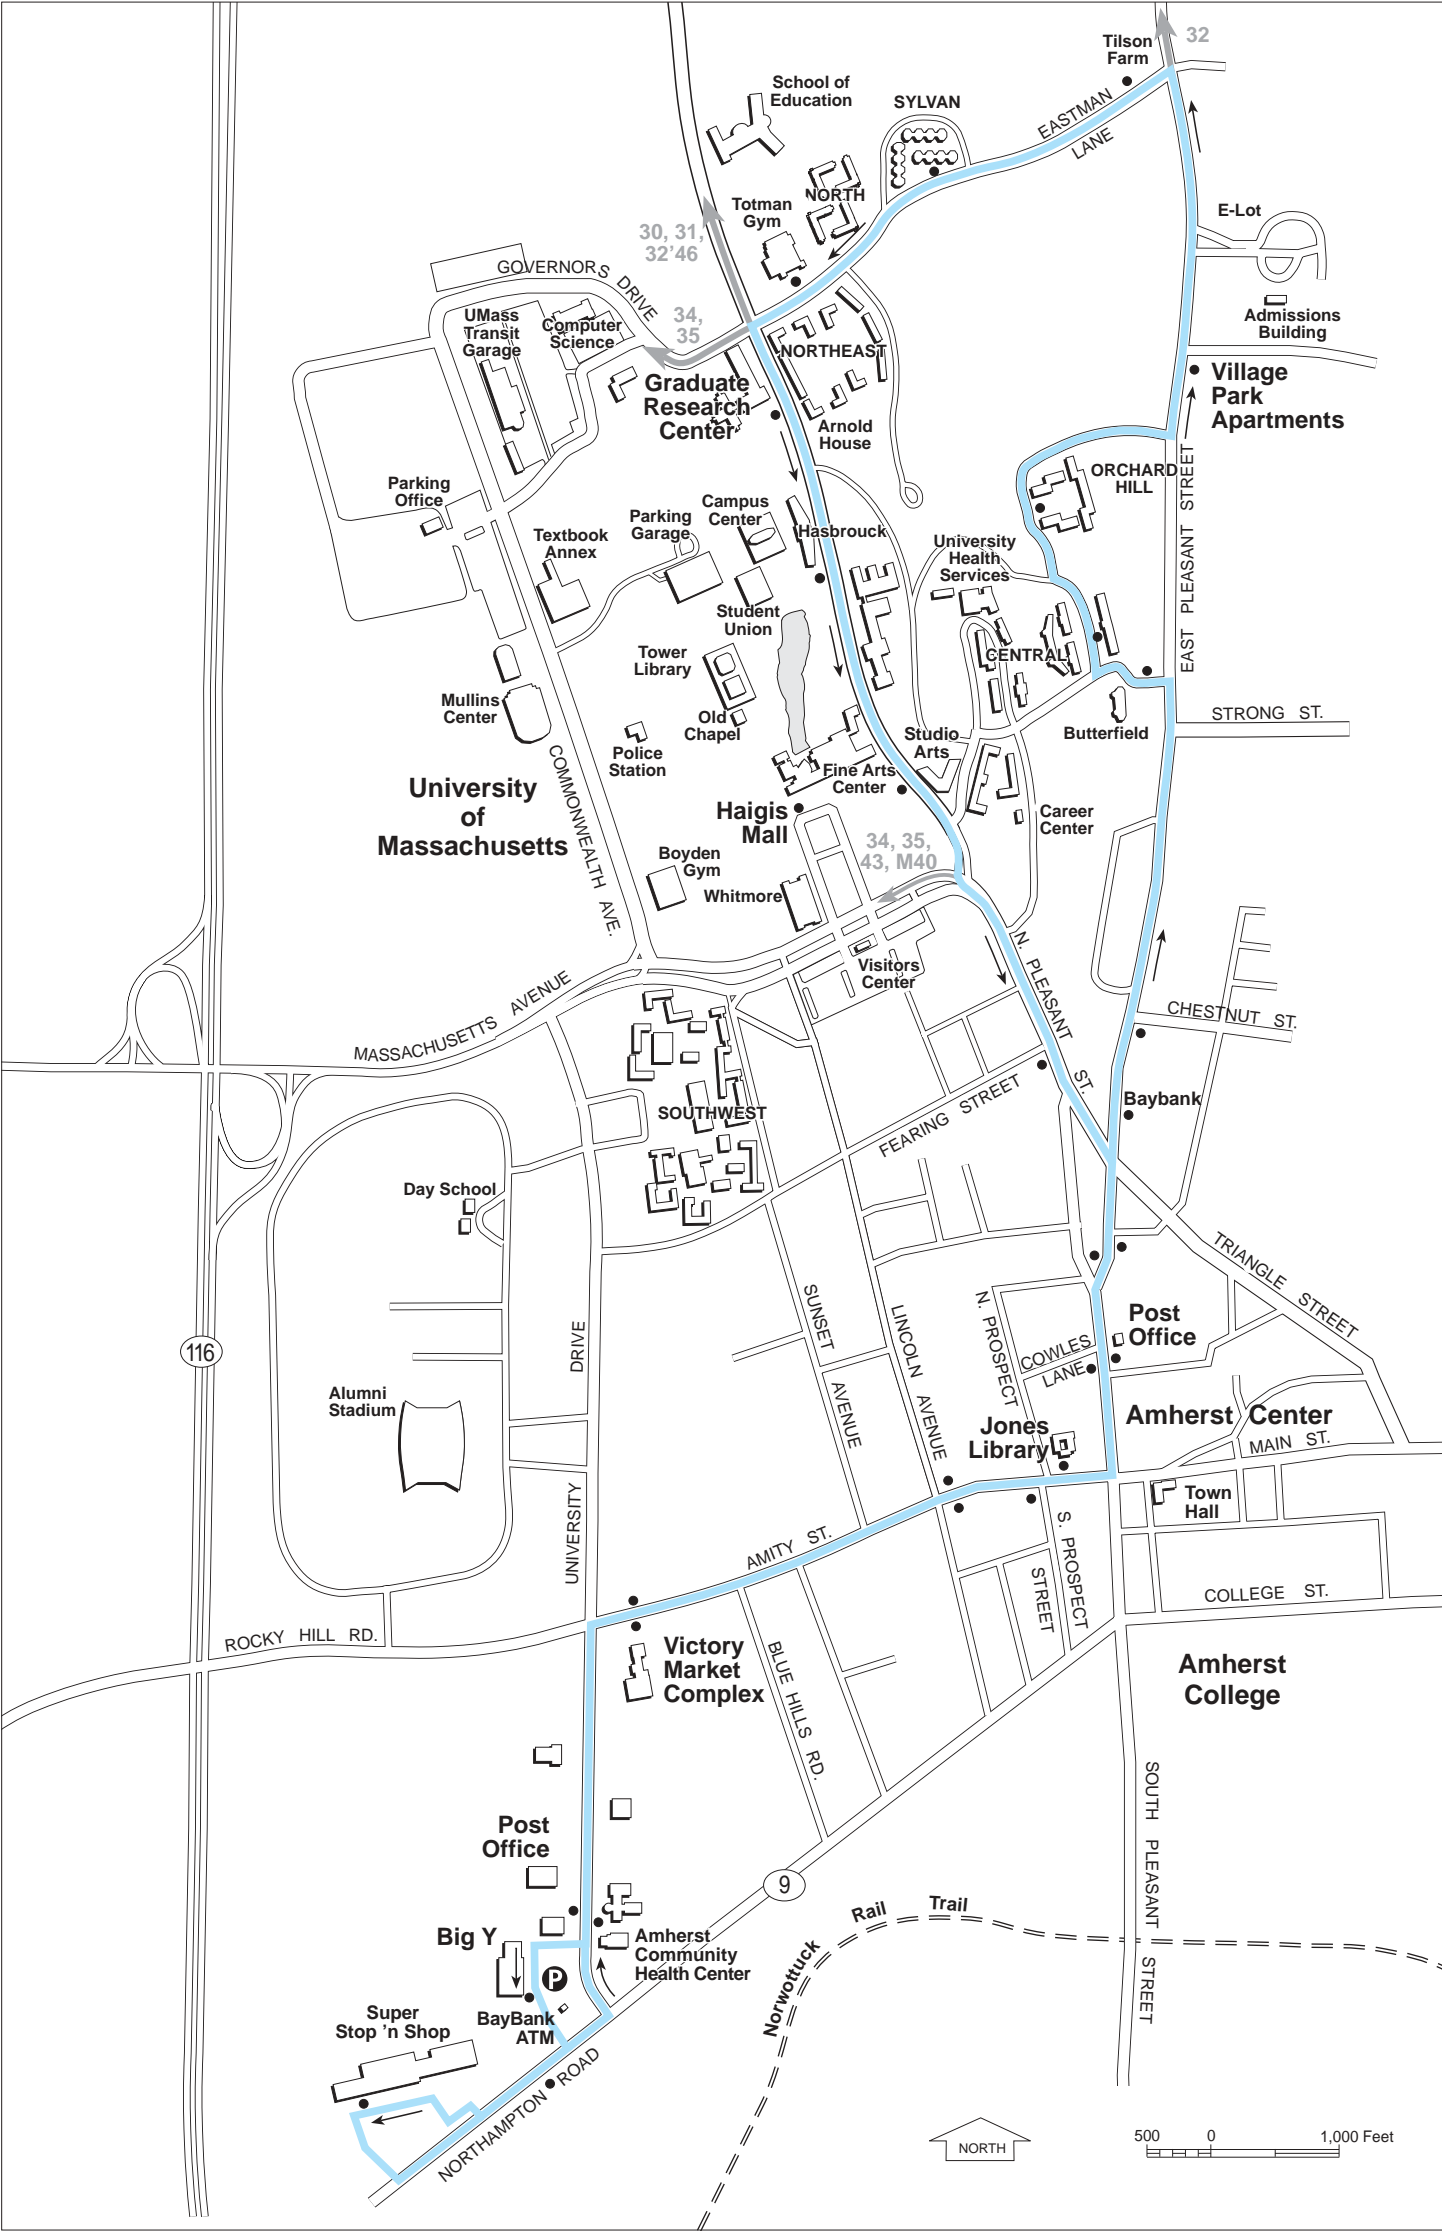 32
Tilson
Farm
School of
Education
SYLVAN
EASTMAN
LANE
NORTH
Totman
Gym
E-Lot
30, 31,
32'46
GOVERNORS DRIVE
34,
35
UMass
Transit
Garage
Computer
Science
NORTHEAST
Admissions
Building
Graduate
Research
Center
Village
Park
Apartments
Arnold
House
ORCHARD
HILL
EAST PLEASANT STREET
Parking
Office
Campus
Center
Parking
Garage
Textbook
Annex
Hasbrouck
University
Health
Services
Student
Union
Tower
Library
CENTRAL
Mullins
Center
Old
Chapel
Police
Station
STRONG ST.
Butterfield
Studio
Arts
Fine Arts
Center
University
of
Massachusetts
COMMONWEALTH AVE.
Haigis
Mall
Career
Center
34, 35,
43, M40
Boyden
Gym
Whitmore
N. PLEASANT ST.
Visitors
Center
MASSACHUSETTS AVENUE
CHESTNUT ST.
Baybank
SOUTHWEST
FEARING STREET
Day School
TRIANGLE STREET
SUNSET AVENUE
LINCOLN AVENUE
N. PROSPECT
Post
Office
COWLES
LANE
116
UNIVERSITY DRIVE
Alumni
Stadium
Jones
Library
Amherst Center
MAIN ST.
Town
Hall
AMITY ST.
S. PROSPECT
STREET
COLLEGE ST.
ROCKY HILL RD.
Victory
Market
Complex
BLUE HILLS RD.
Amherst
College
SOUTH PLEASANT STREET
Post
Office
9
Norwottuck Rail Trail
Big Y
Amherst
Community
Health Center
P
BayBank
ATM
Super
Stop 'n Shop
NORTHAMPTON ROAD
NORTH
500 0 1,000 Feet